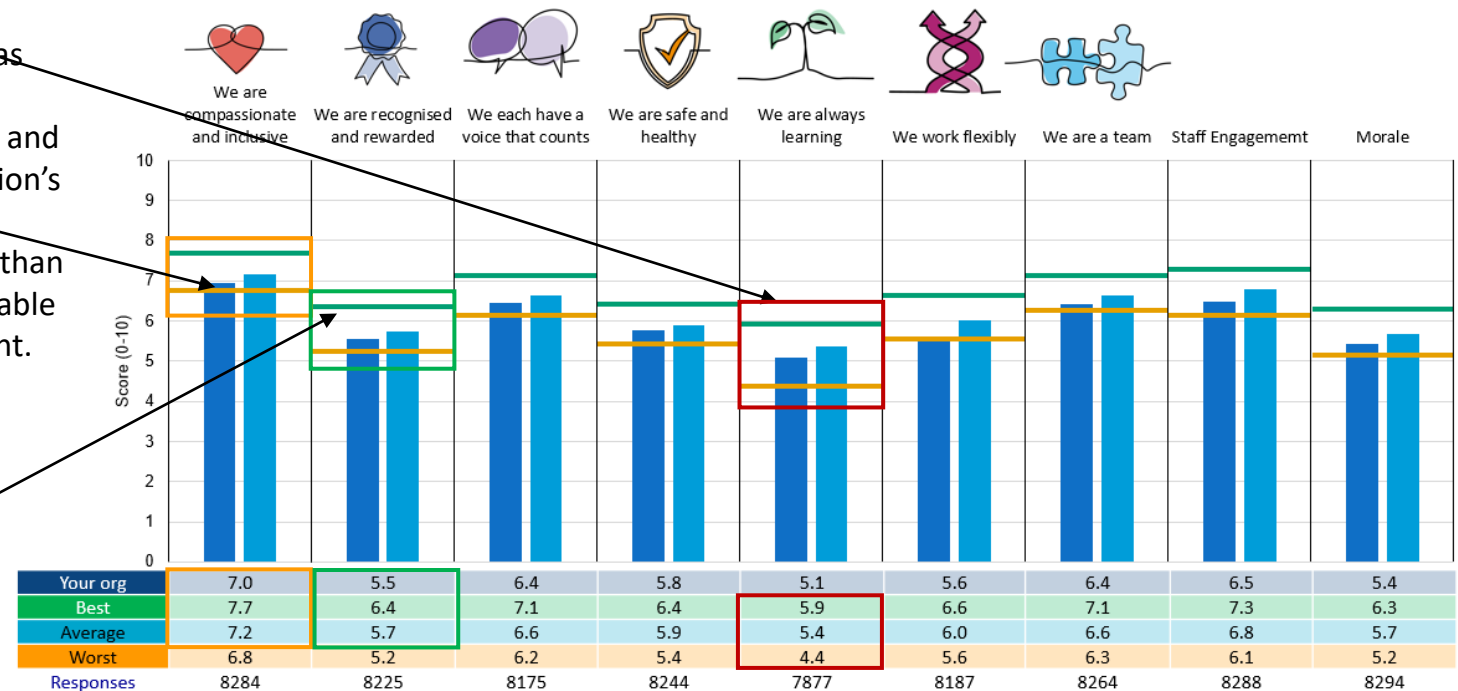 as
and
ion's
than
able
nt.
We are
compassionate
and inclusive
We are recognised
and rewarded
We each have a
voice that counts
We are safe and
healthy
We are always
learning
We work flexibly
We are a team
Staff Engagememt
Morale
Score (0-10)
10
9
8
7
6
5
4
3
2
1
0
Your org 7.0 5.5 6.4 5.8 5.1 5.6 6.4 6.5 5.4
Best 7.7 6.4 7.1 6.4 5.9 6.6 7.1 7.3 6.3
Average 7.2 5.7 6.6 5.9 5.4 6.0 6.6 6.8 5.7
Worst 6.8 5.2 6.2 5.4 4.4 5.6 6.3 6.1 5.2
Responses 8284 8225 8175 8244 7877 8187 8264 8288 8294